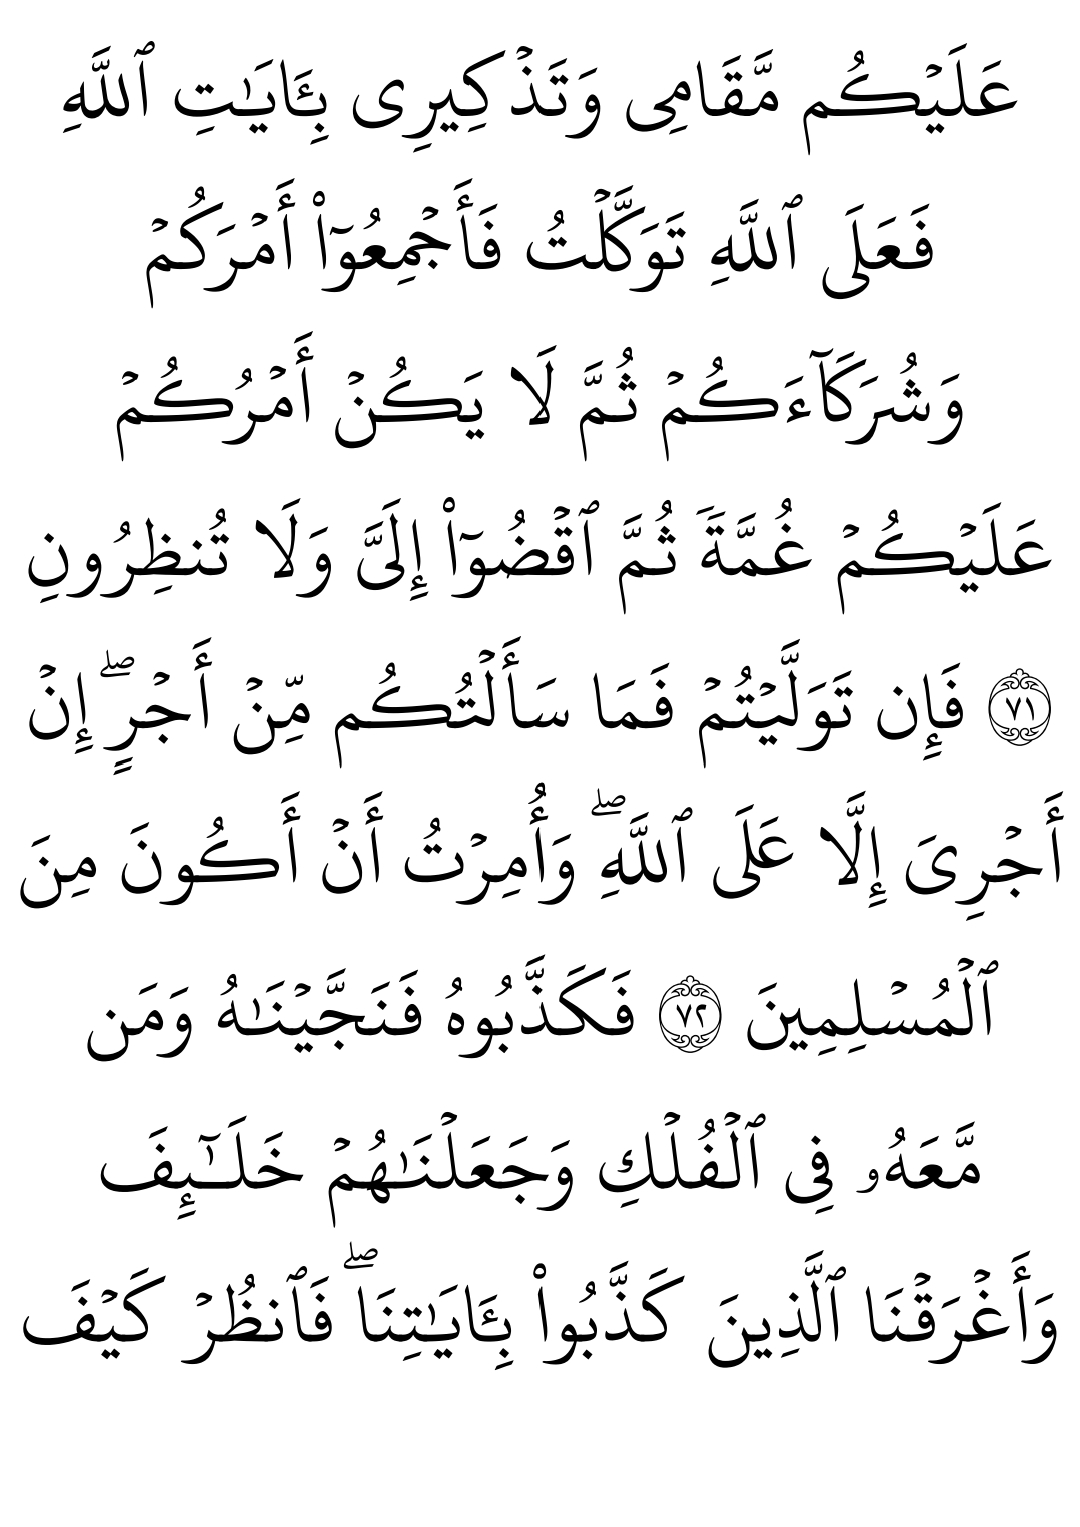 عَلَيۡكُم مَّقَامِى وَتَذۡكِيرِى بِـَٔايَـٰتِ ٱللَّهِ
فَعَلَى ٱللَّهِ تَوَكَّلۡتُ فَأَجۡمِعُوٓا۟ أَمۡرَكُمۡ
وَشُرَكَآءَكُمۡ ثُمَّ لَا يَكُنۡ أَمۡرُكُمۡ
عَلَيۡكُمۡ غُمَّةَ ثُمَّ ٱقۡضُوٓا۟ إِلَىَّ وَلَا تُنظِرُونِ
۝٧١ فَإِن تَوَلَّيۡتُمۡ فَمَا سَأَلۡتُكُم مِّنۡ أَجۡرٍۖ إِنۡ
أَجۡرِىَ إِلَّا عَلَى ٱللَّهِۖ وَأُمِرۡتُ أَنۡ أَكُونَ مِنَ
ٱلۡمُسۡلِمِينَ ۝٧٢ فَكَذَّبُوهُ فَنَجَّيۡنَـٰهُ وَمَن
مَّعَهُۥ فِى ٱلۡفُلۡكِ وَجَعَلۡنَـٰهُمۡ خَلَـٰٓئِفَ
وَأَغۡرَقۡنَا ٱلَّذِينَ كَذَّبُوا۟ بِـَٔايَـٰتِنَاۖ فَٱنظُرۡ كَيۡفَ